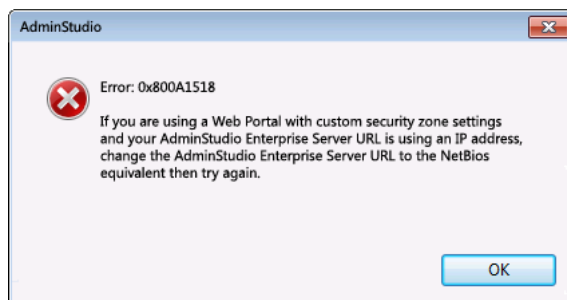 AdminStudio
Error: 0x800A1518
If you are using a Web Portal with custom security zone settings
and your AdminStudio Enterprise Server URL is using an IP address,
change the AdminStudio Enterprise Server URL to the NetBios
equivalent then try again.
OK